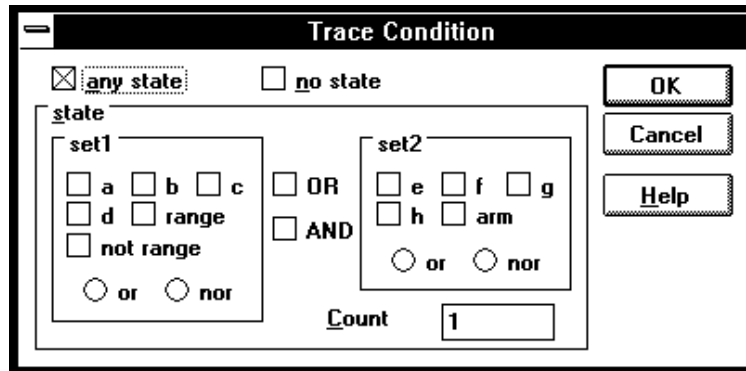 Trace Condition
any state no state OK
state
set1 set2 Cancel
a b c OR e f g
d range h arm Help
not range AND
or nor or nor
Count 1